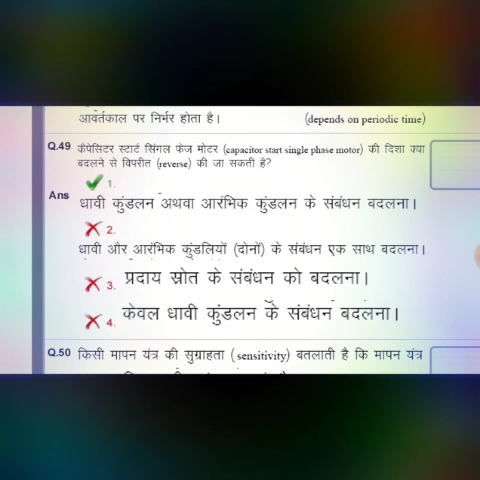 आवर्तकाल पर निर्भर होता है। (depends on periodic time)
Q.49 कैपेसिटर स्टार्ट सिंगल फेज मोटर (capacitor start single phase motor) की दिशा क्या
बदलने से विपरीत (reverse) की जा सकती है?
Ans 1.
धावी कुंडलन अथवा आरंभिक कुंडलन के संबंधन बदलना।
2.
धावी और आरंभिक कुंडलियों (दोनों) के संबंधन एक साथ बदलना।
3. प्रदाय स्रोत के संबंधन को बदलना।
4. केवल धावी कुंडलन के संबंधन बदलना।
Q.50 किसी मापन यंत्र की सुग्राहता (sensitivity) बतलाती है कि मापन यंत्र